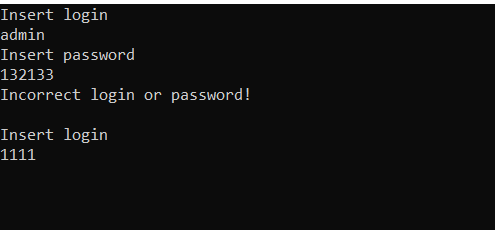 Insert login
admin
Insert password
132133
Incorrect login or password!
Insert login
1111